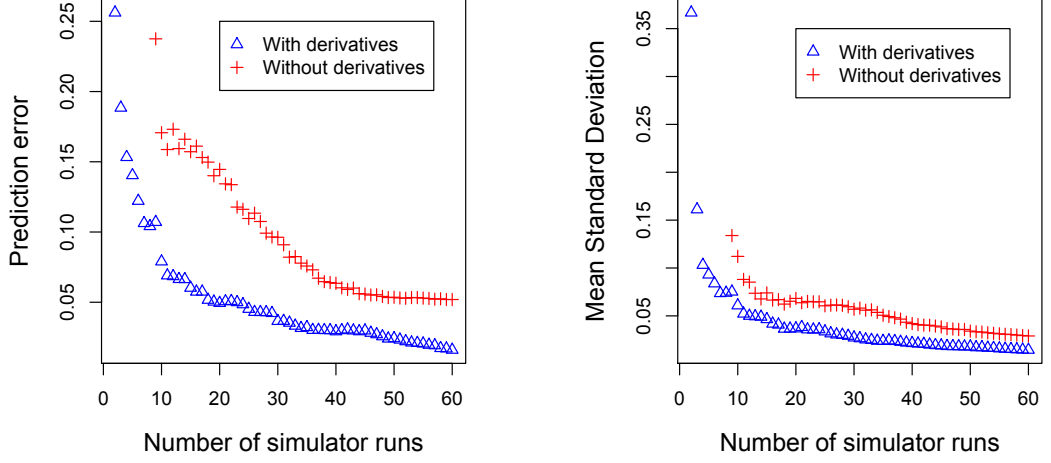 Prediction error
0.25
0.20
0.15
0.10
0.05
With derivatives
Without derivatives
0 10 20 30 40 50 60
Number of simulator runs
Mean Standard Deviation
0.35
0.25
0.15
0.05
With derivatives
Without derivatives
0 10 20 30 40 50 60
Number of simulator runs